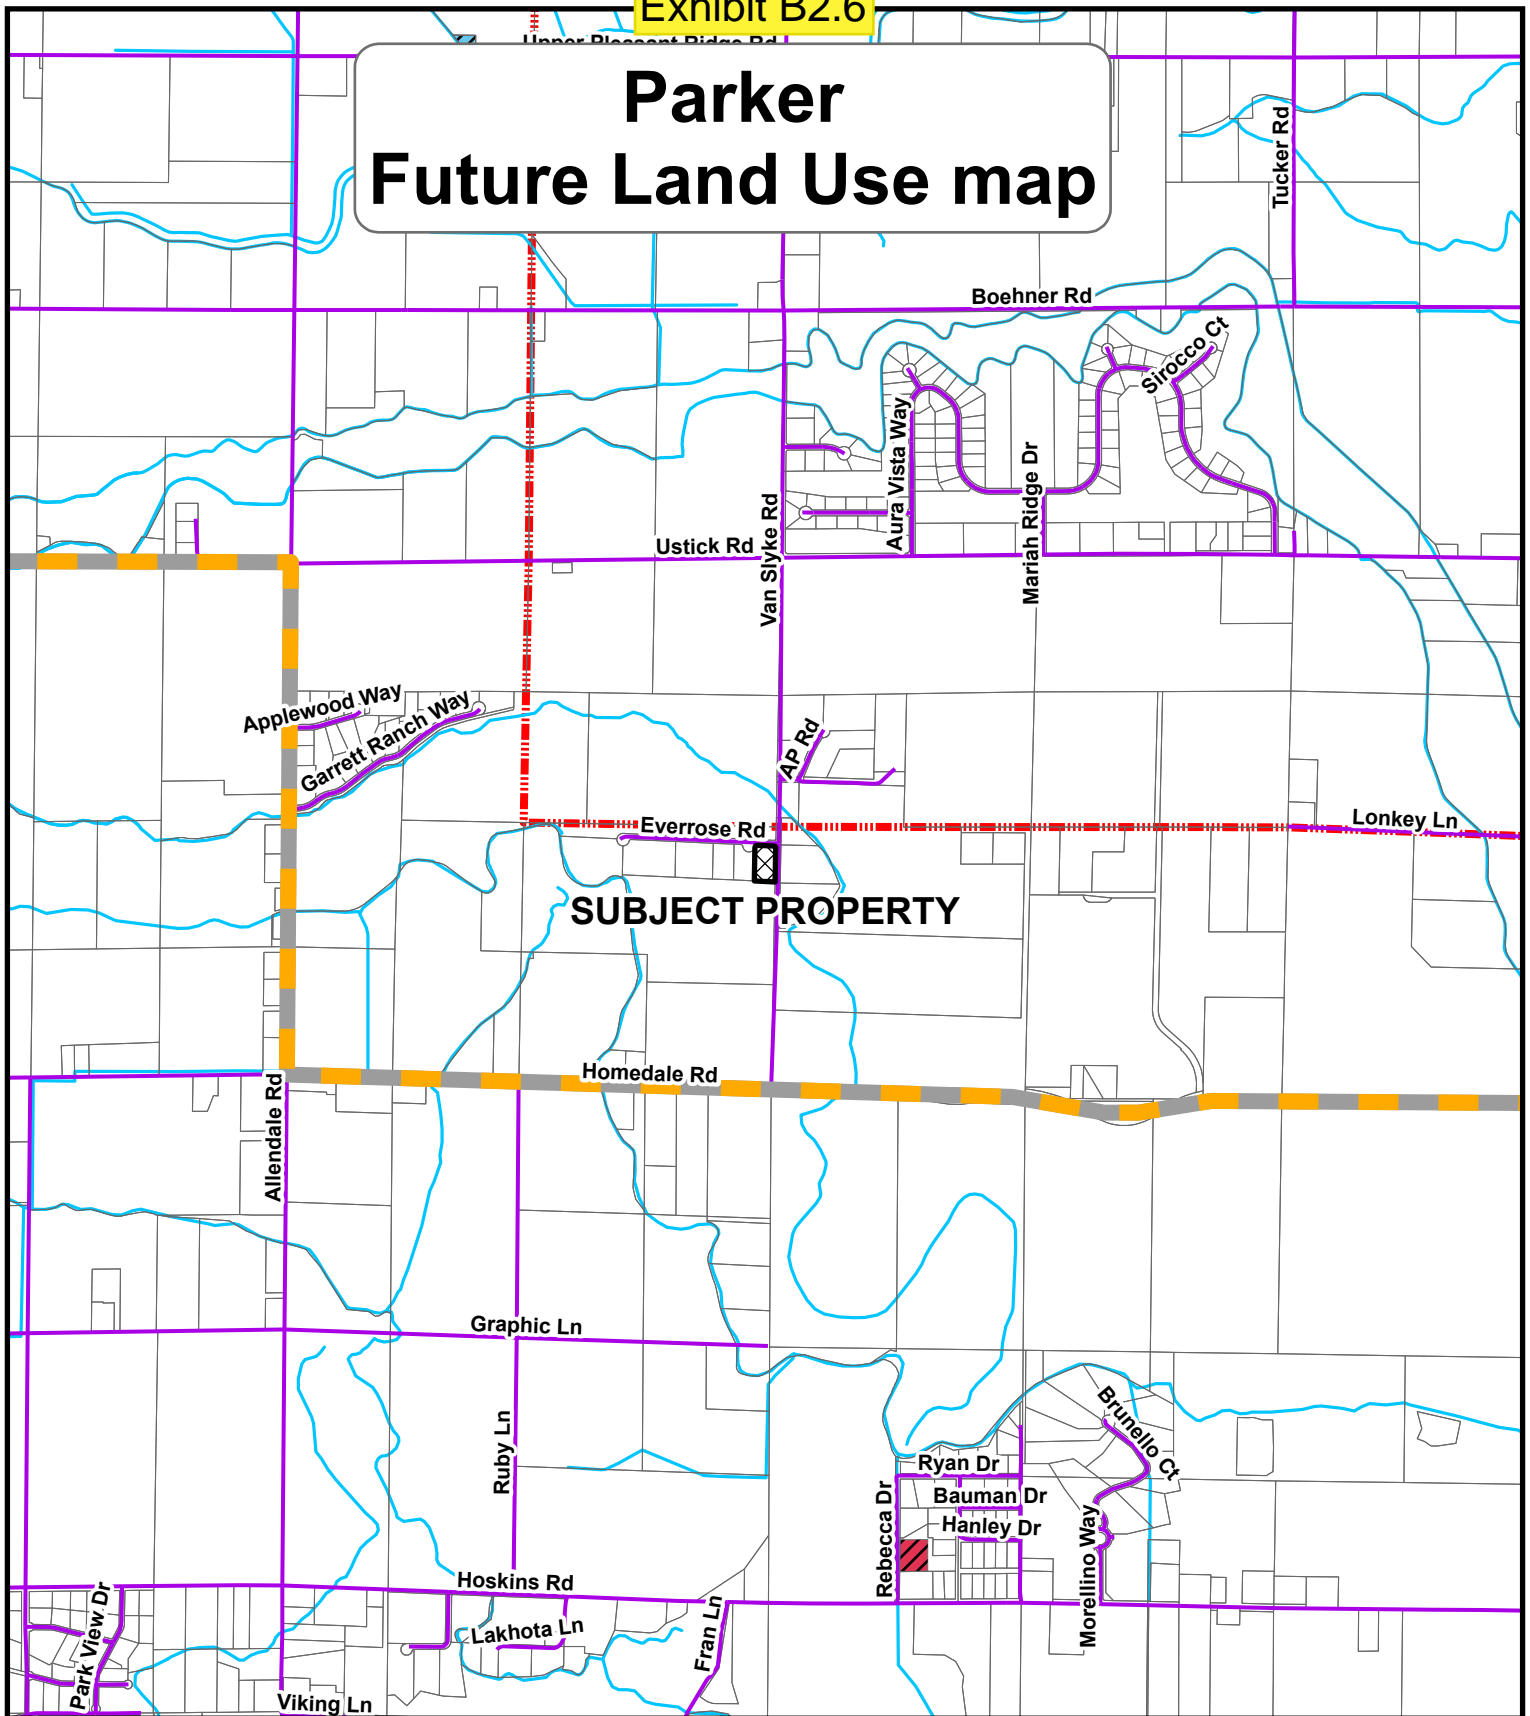 Exhibit B2.6
Upper Pleasant Ridge Rd
Parker
Future Land Use map
Tucker Rd
Boehner Rd
Sirocco Ct
Aura Vista Way
Mariah Ridge Dr
Van Slyke Rd
Ustick Rd
Applewood Way
Garrett Ranch Way
AP Rd
Everrose Rd
Lonkey Ln
SUBJECT PROPERTY
Homedale Rd
Allendale Rd
Graphic Ln
Ruby Ln
Brunello Ct
Ryan Dr
Bauman Dr
Hanley Dr
Rebecca Dr
Morellino Way
Hoskins Rd
Park View Dr
Lakhota Ln
Fran Ln
Viking Ln